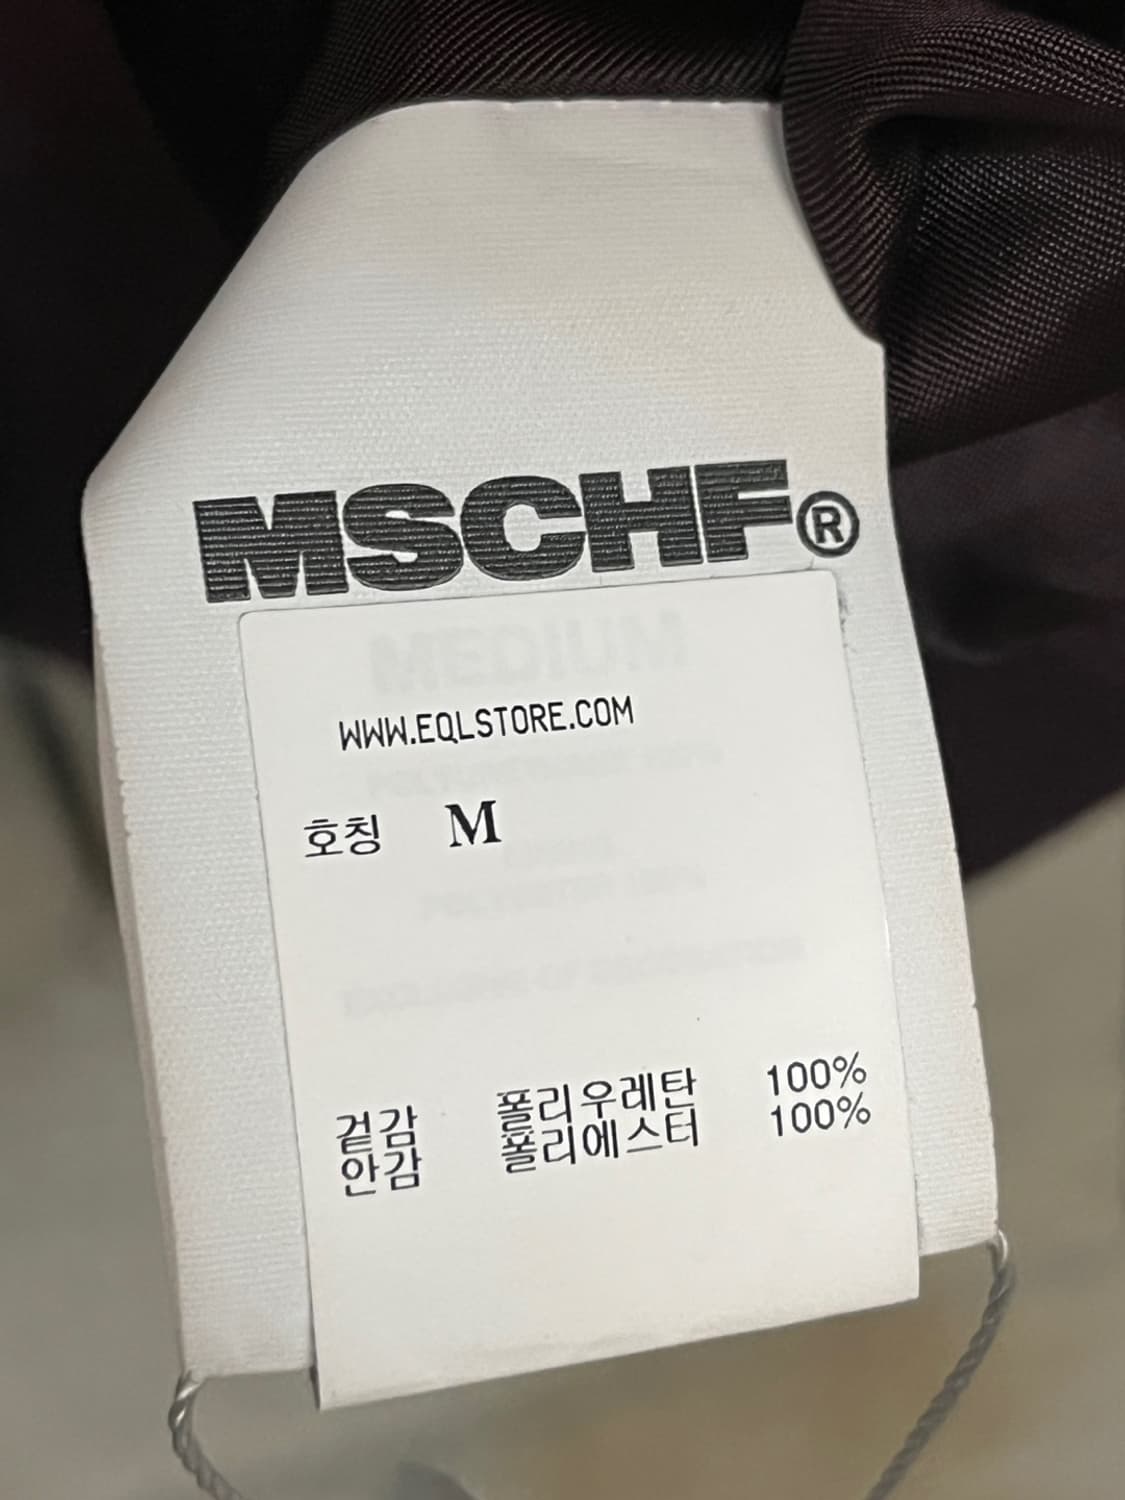 MSCHF®
MEDIUM
WWW.EQLSTORE.COM
호칭 M
겉감 폴리우레탄 100%
안감 폴리에스터 100%